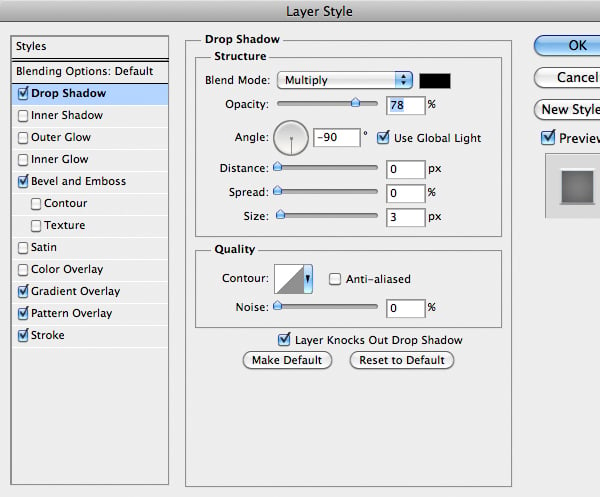 Layer Style
Styles
Blending Options: Default
Drop Shadow
Inner Shadow
Outer Glow
Inner Glow
Bevel and Emboss
Contour
Texture
Satin
Color Overlay
Gradient Overlay
Pattern Overlay
Stroke
Drop Shadow
Structure
Blend Mode: Multiply
Opacity: 78 %
Angle: -90 ° Use Global Light
Distance: 0 px
Spread: 0 %
Size: 3 px
Quality
Contour: Anti-aliased
Noise: 0 %
Layer Knocks Out Drop Shadow
Make Default Reset to Default
OK
Cancel
New Style
Preview